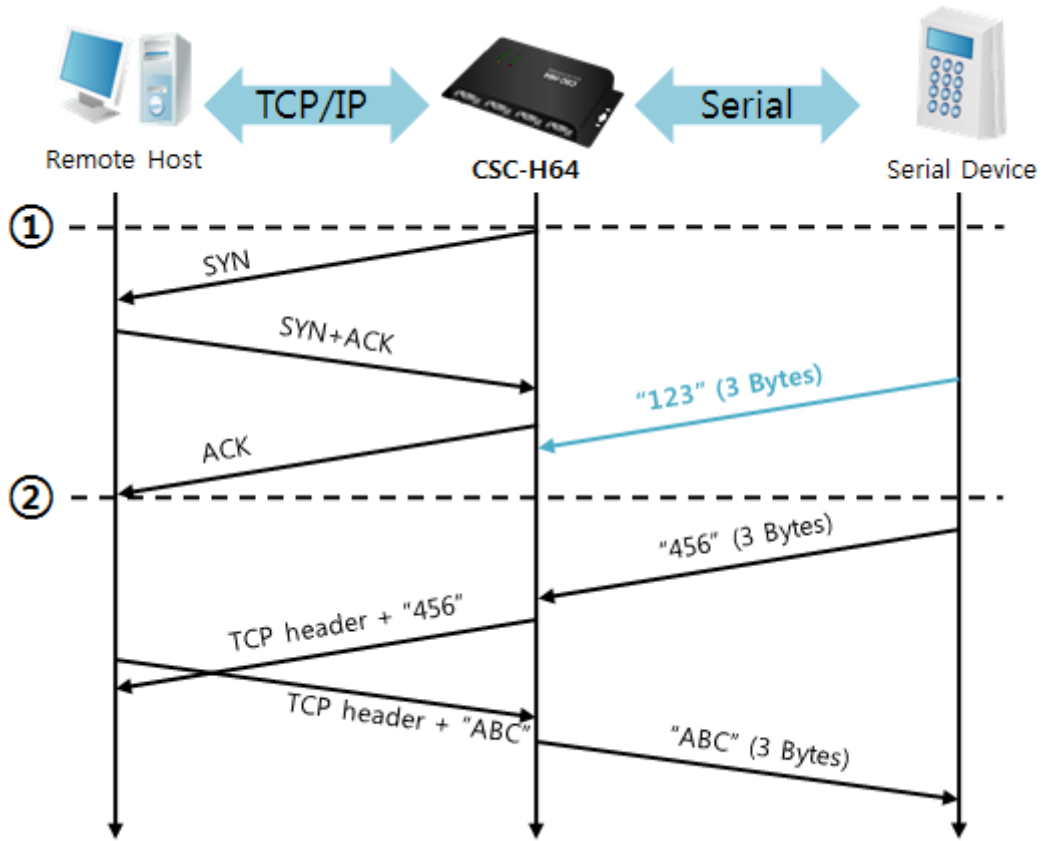 TCP/IP
Serial
Remote Host
CSC-H64
Serial Device
①
SYN
SYN+ACK
"123" (3 Bytes)
ACK
②
"456" (3 Bytes)
TCP header + "456"
TCP header + "ABC"
"ABC" (3 Bytes)